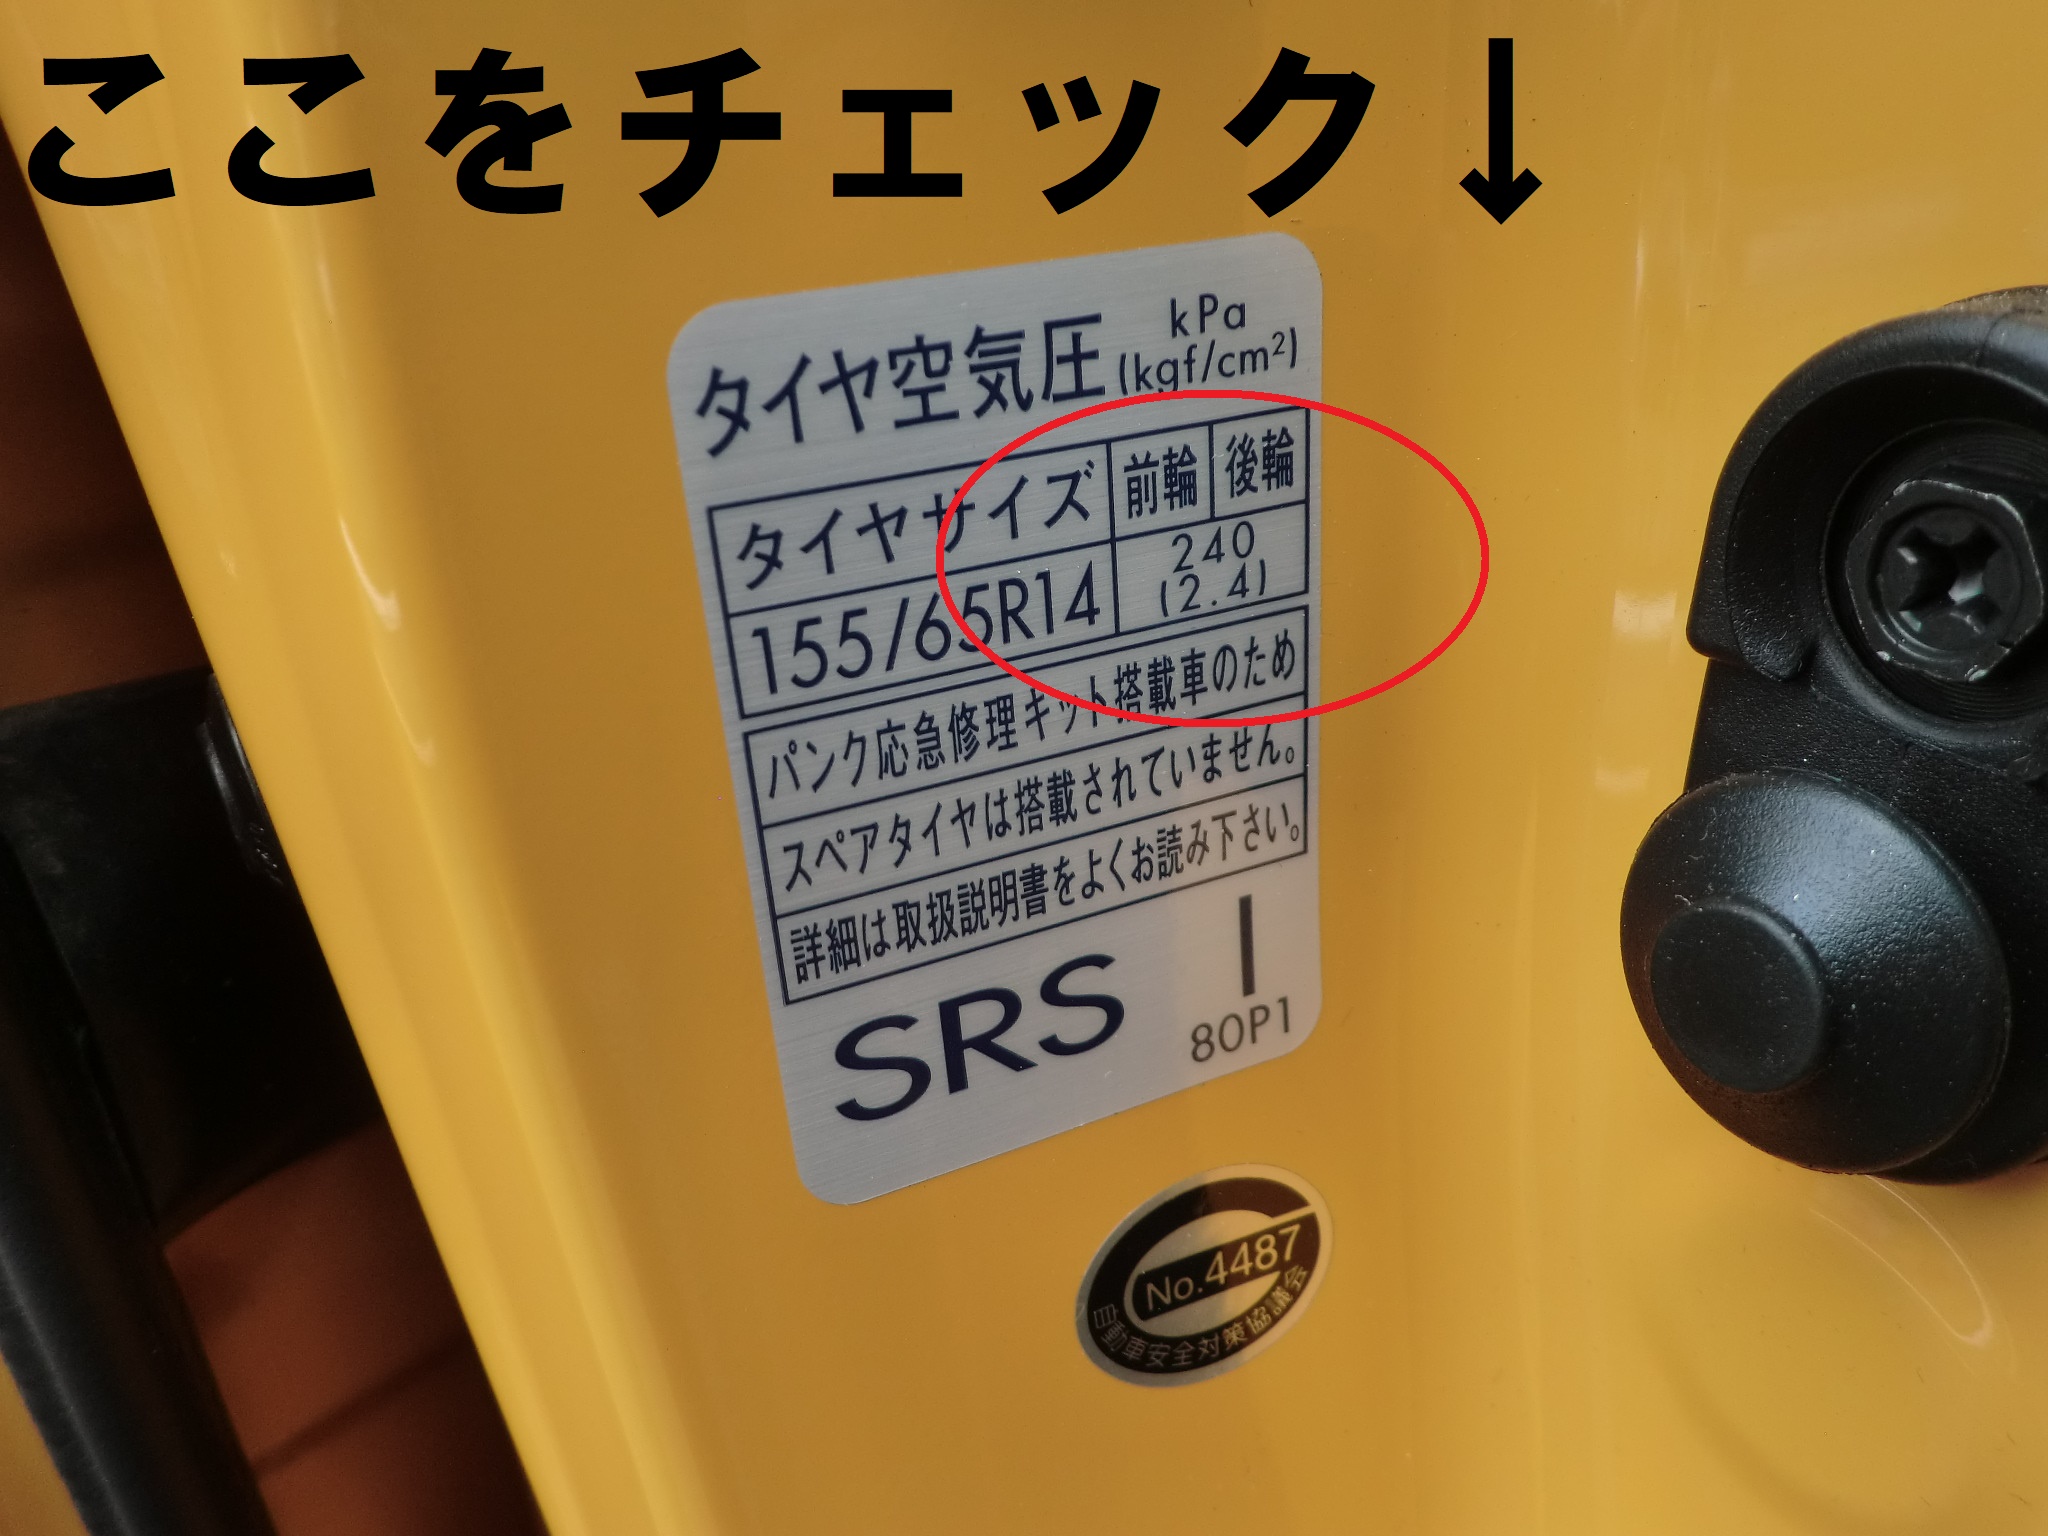 ここをチェック↓
タイヤ空気圧 kPa
(kgf/cm²)
タイヤサイズ 前輪 後輪
155/65R14 240
(2.4)
パンク応急修理キット搭載車のため
スペアタイヤは搭載されていません。
詳細は取扱説明書をよくお読み下さい。
SRS I
80P1
No.4487
自動車安全対策協議会